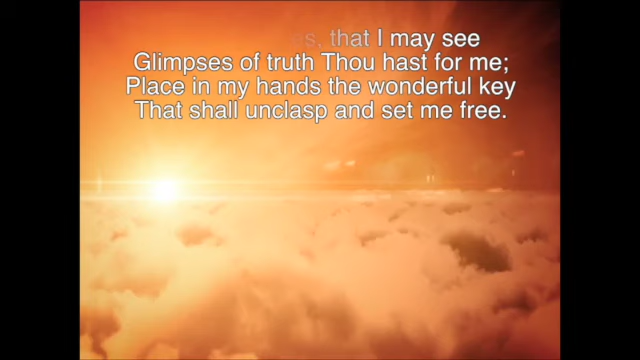 es, that I may see
Glimpses of truth Thou hast for me;
Place in my hands the wonderful key
That shall unclasp and set me free.